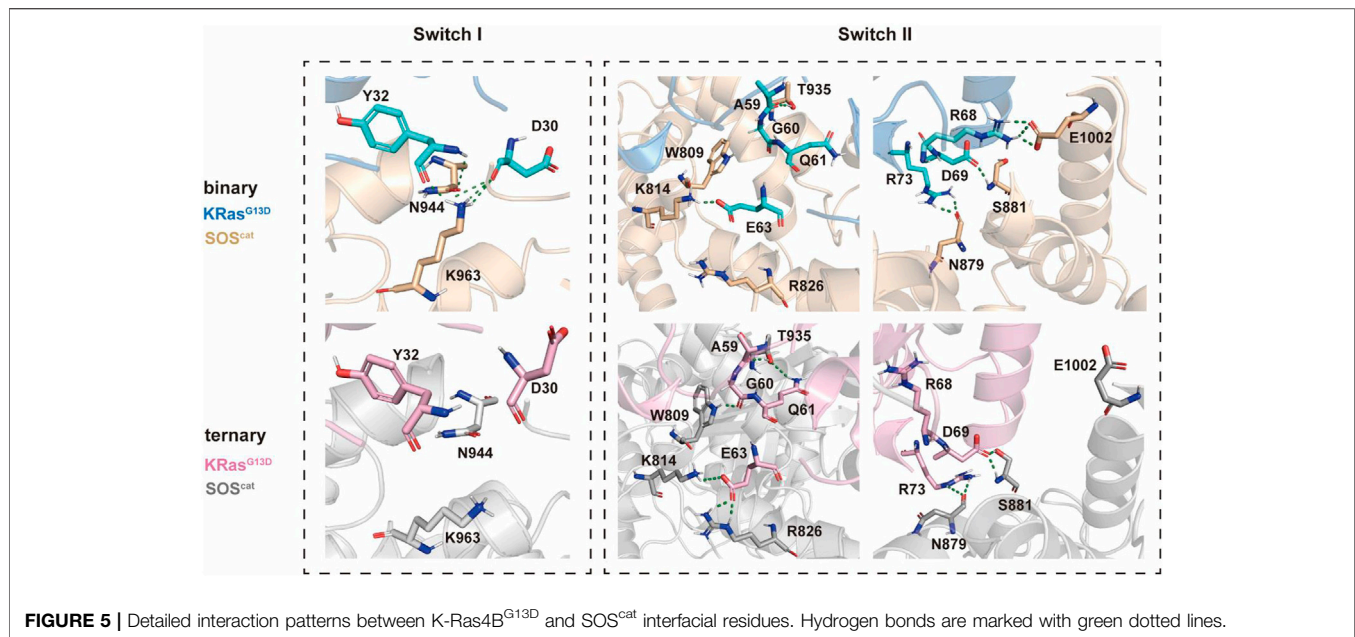 Switch I
Switch II
binary
KRas^G13D
SOS^cat
Y32
D30
N944
K963
T935
A59
G60
W809
Q61
K814
E63
R826
R68
E1002
D69
R73
S881
N879
ternary
KRas^G13D
SOS^cat
Y32
D30
N944
K963
A59
T935
G60
W809
Q61
K814
E63
R826
E1002
R68
D69
R73
S881
N879
FIGURE 5 | Detailed interaction patterns between K-Ras4B^G13D and SOS^cat interfacial residues. Hydrogen bonds are marked with green dotted lines.